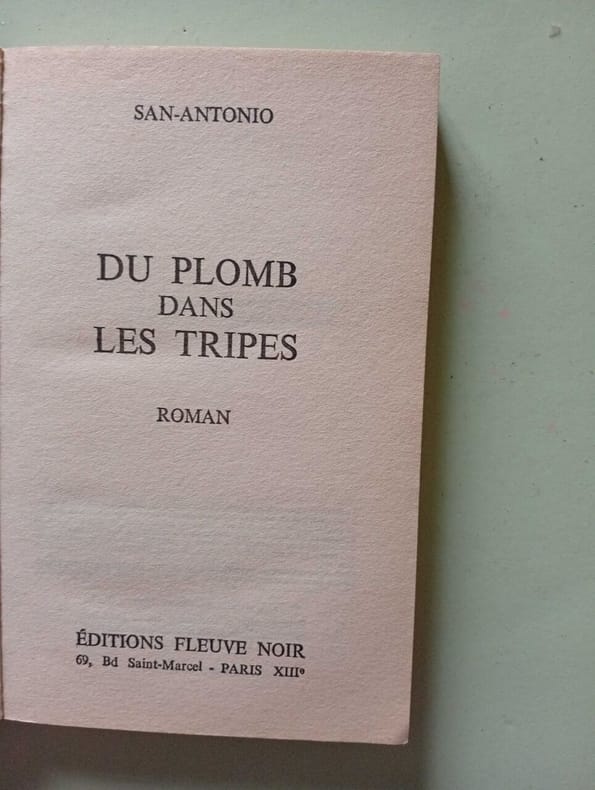 SAN-ANTONIO
DU PLOMB
DANS
LES TRIPES
ROMAN
ÉDITIONS FLEUVE NOIR
69, Bd Saint-Marcel - PARIS XIIIe